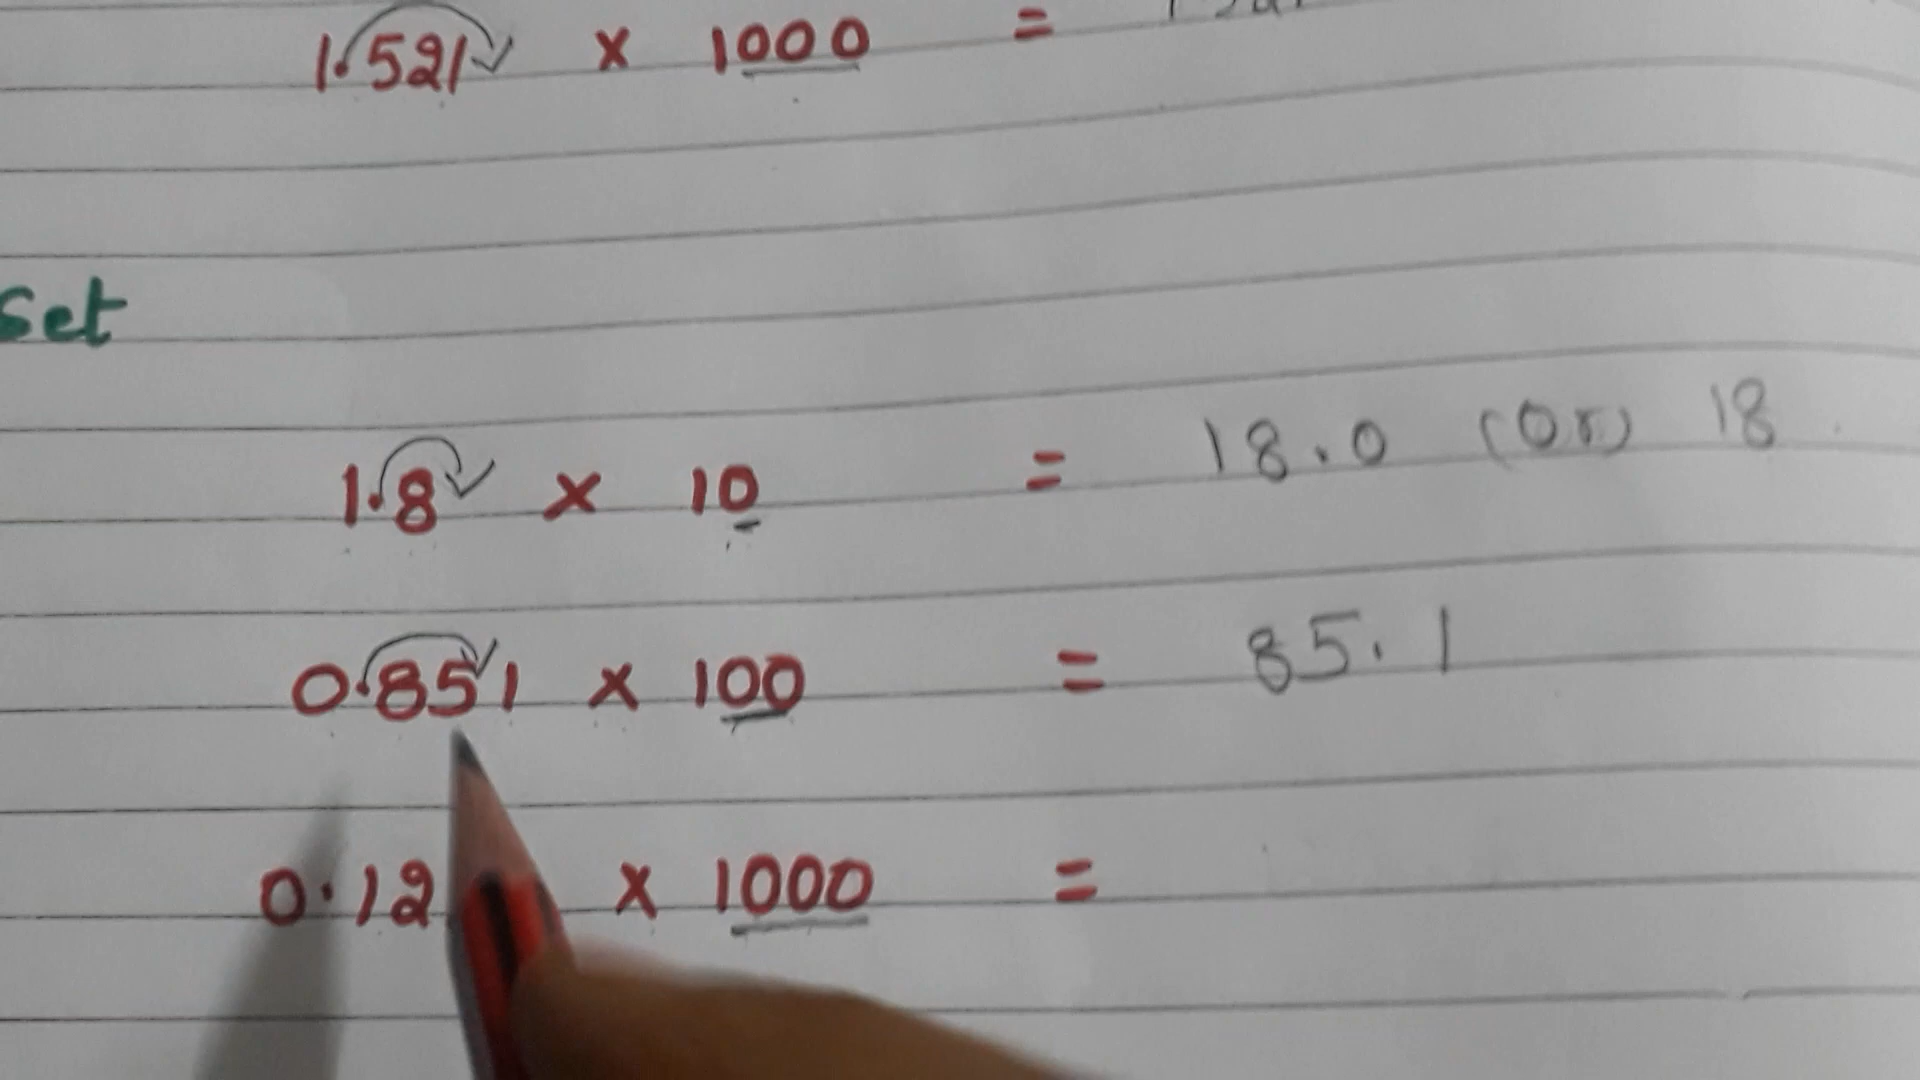 1.521 x 1000 =
Set
1.8 x 10 = 18.0 (Or) 18
0.851 x 100 = 85.1
0.12 x 1000 =